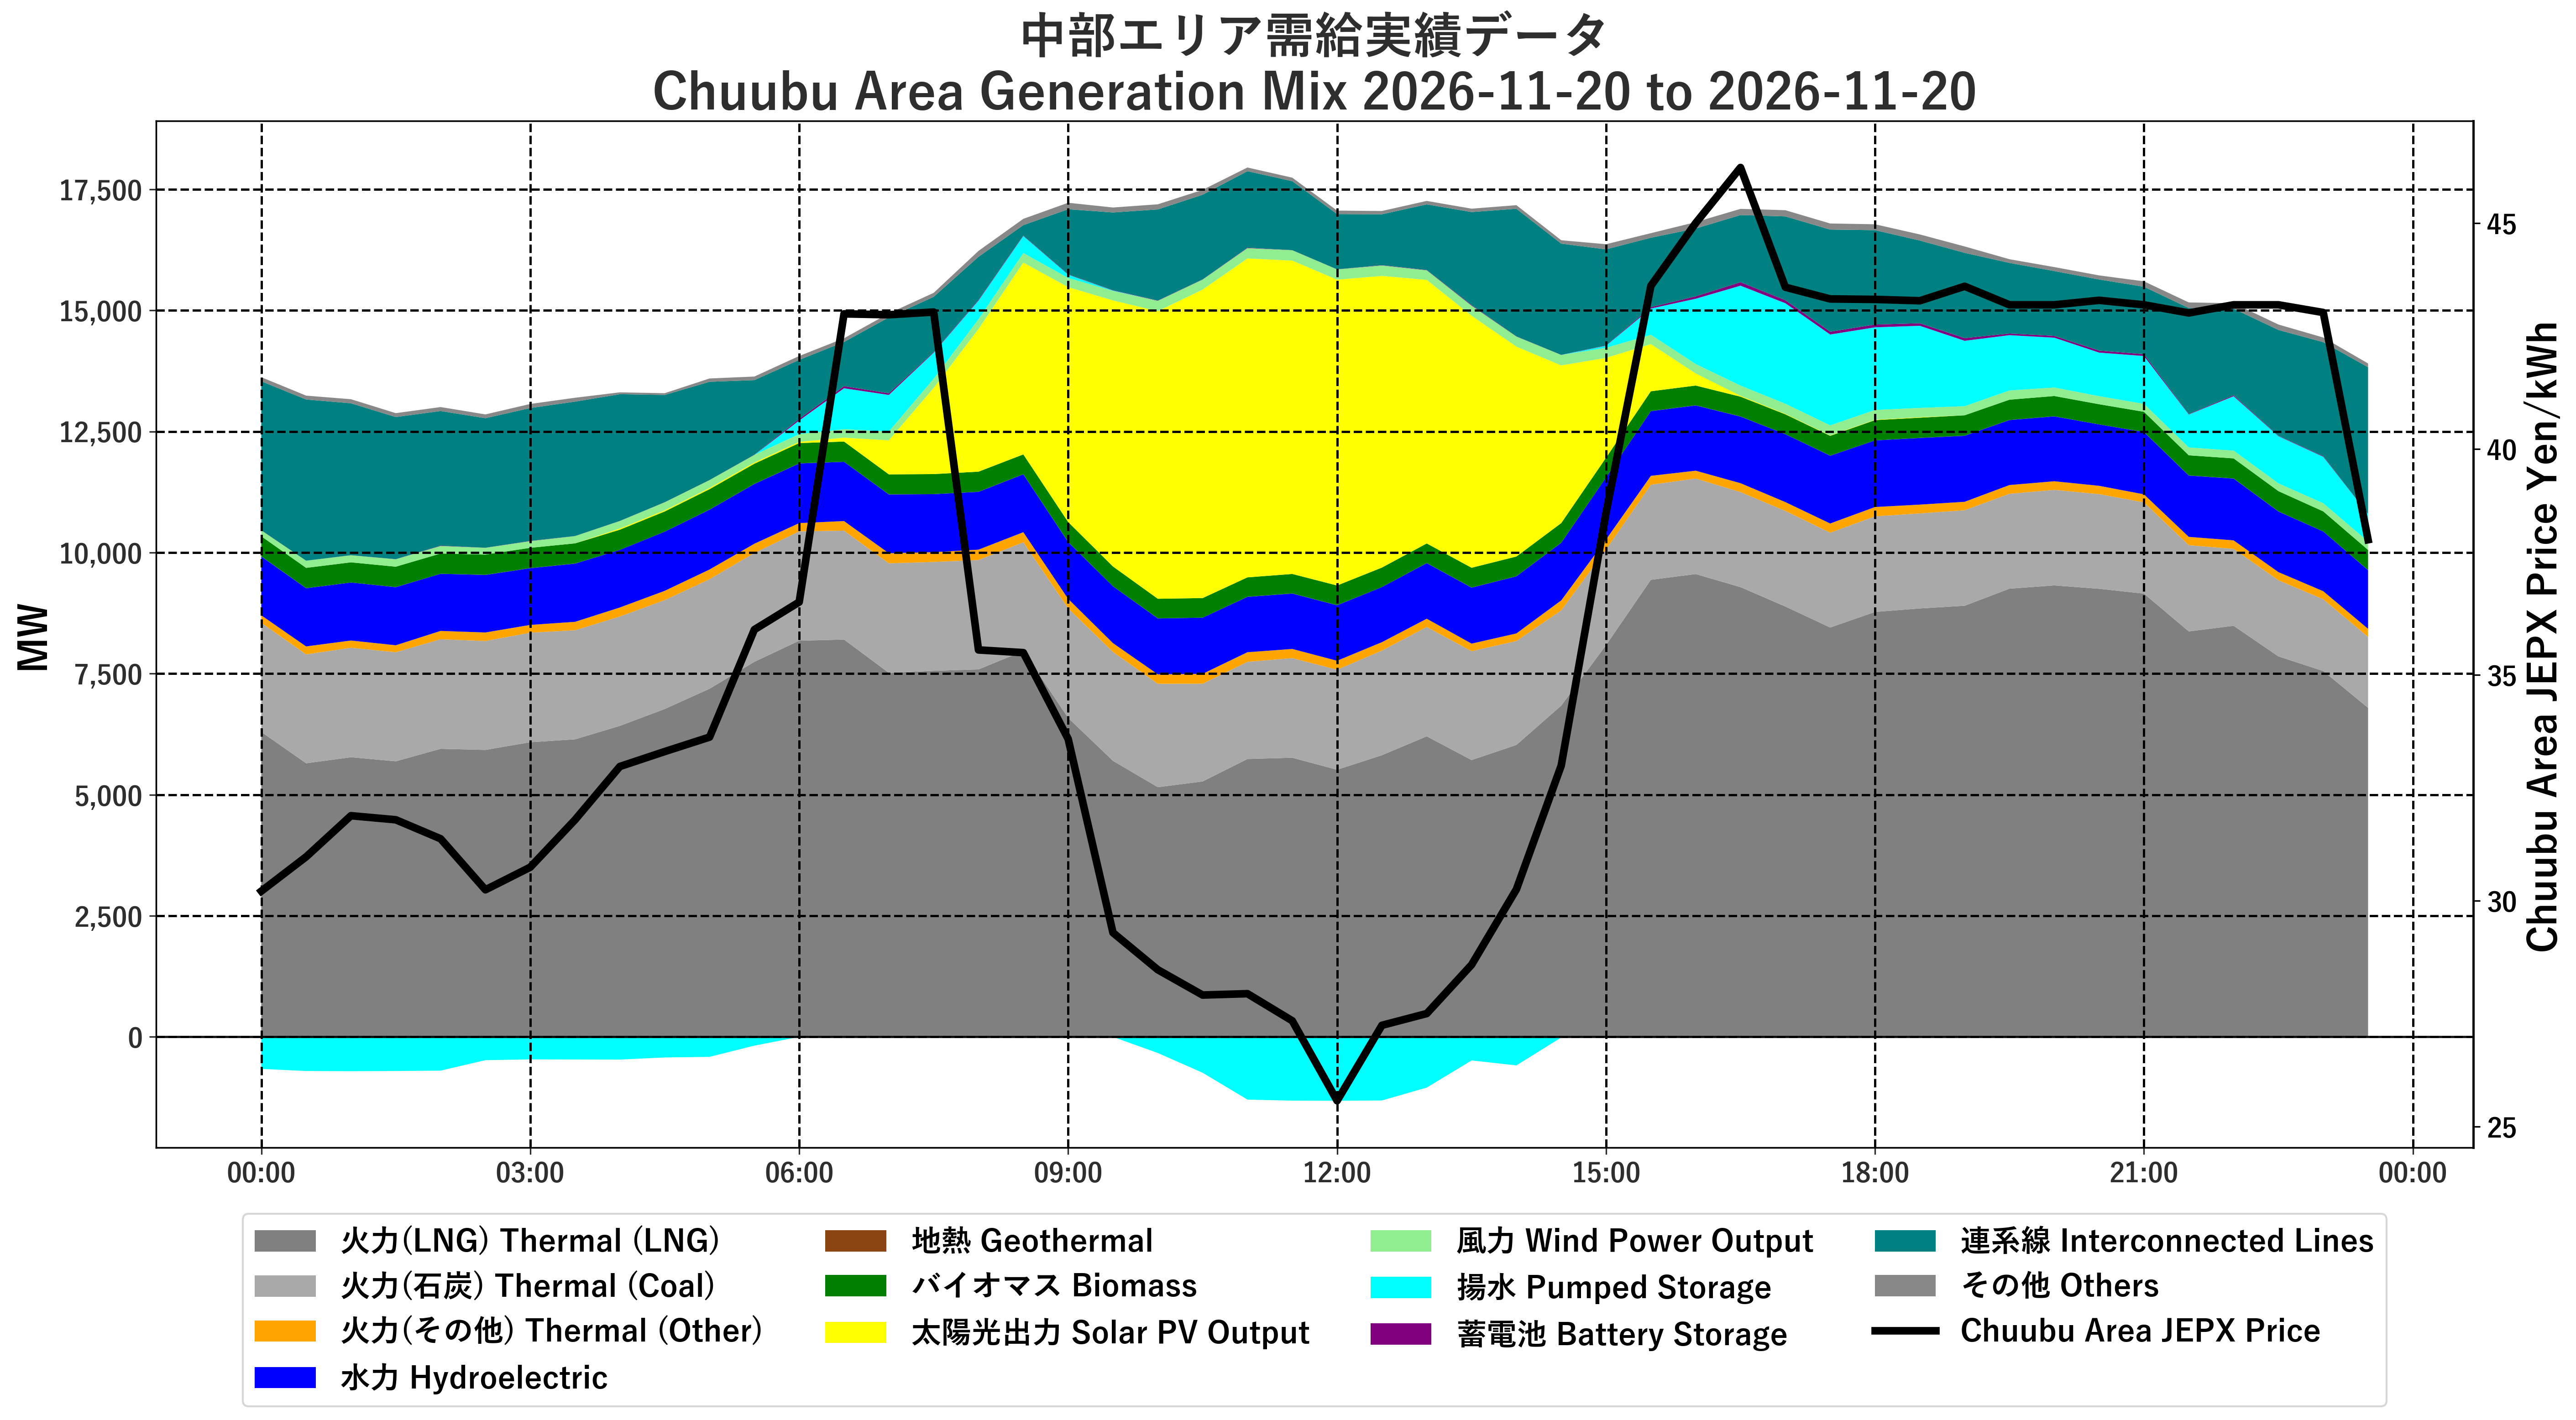 中部エリア需給実績データ
Chuubu Area Generation Mix 2026-11-20 to 2026-11-20
MW
17,500
15,000
12,500
10,000
7,500
5,000
2,500
0
45
40
35
30
25
Chuubu Area JEPX Price Yen/kWh
00:00 03:00 06:00 09:00 12:00 15:00 18:00 21:00 00:00
火力(LNG) Thermal (LNG)
火力(石炭) Thermal (Coal)
火力(その他) Thermal (Other)
水力 Hydroelectric
地熱 Geothermal
バイオマス Biomass
太陽光出力 Solar PV Output
風力 Wind Power Output
揚水 Pumped Storage
蓄電池 Battery Storage
連系線 Interconnected Lines
その他 Others
Chuubu Area JEPX Price